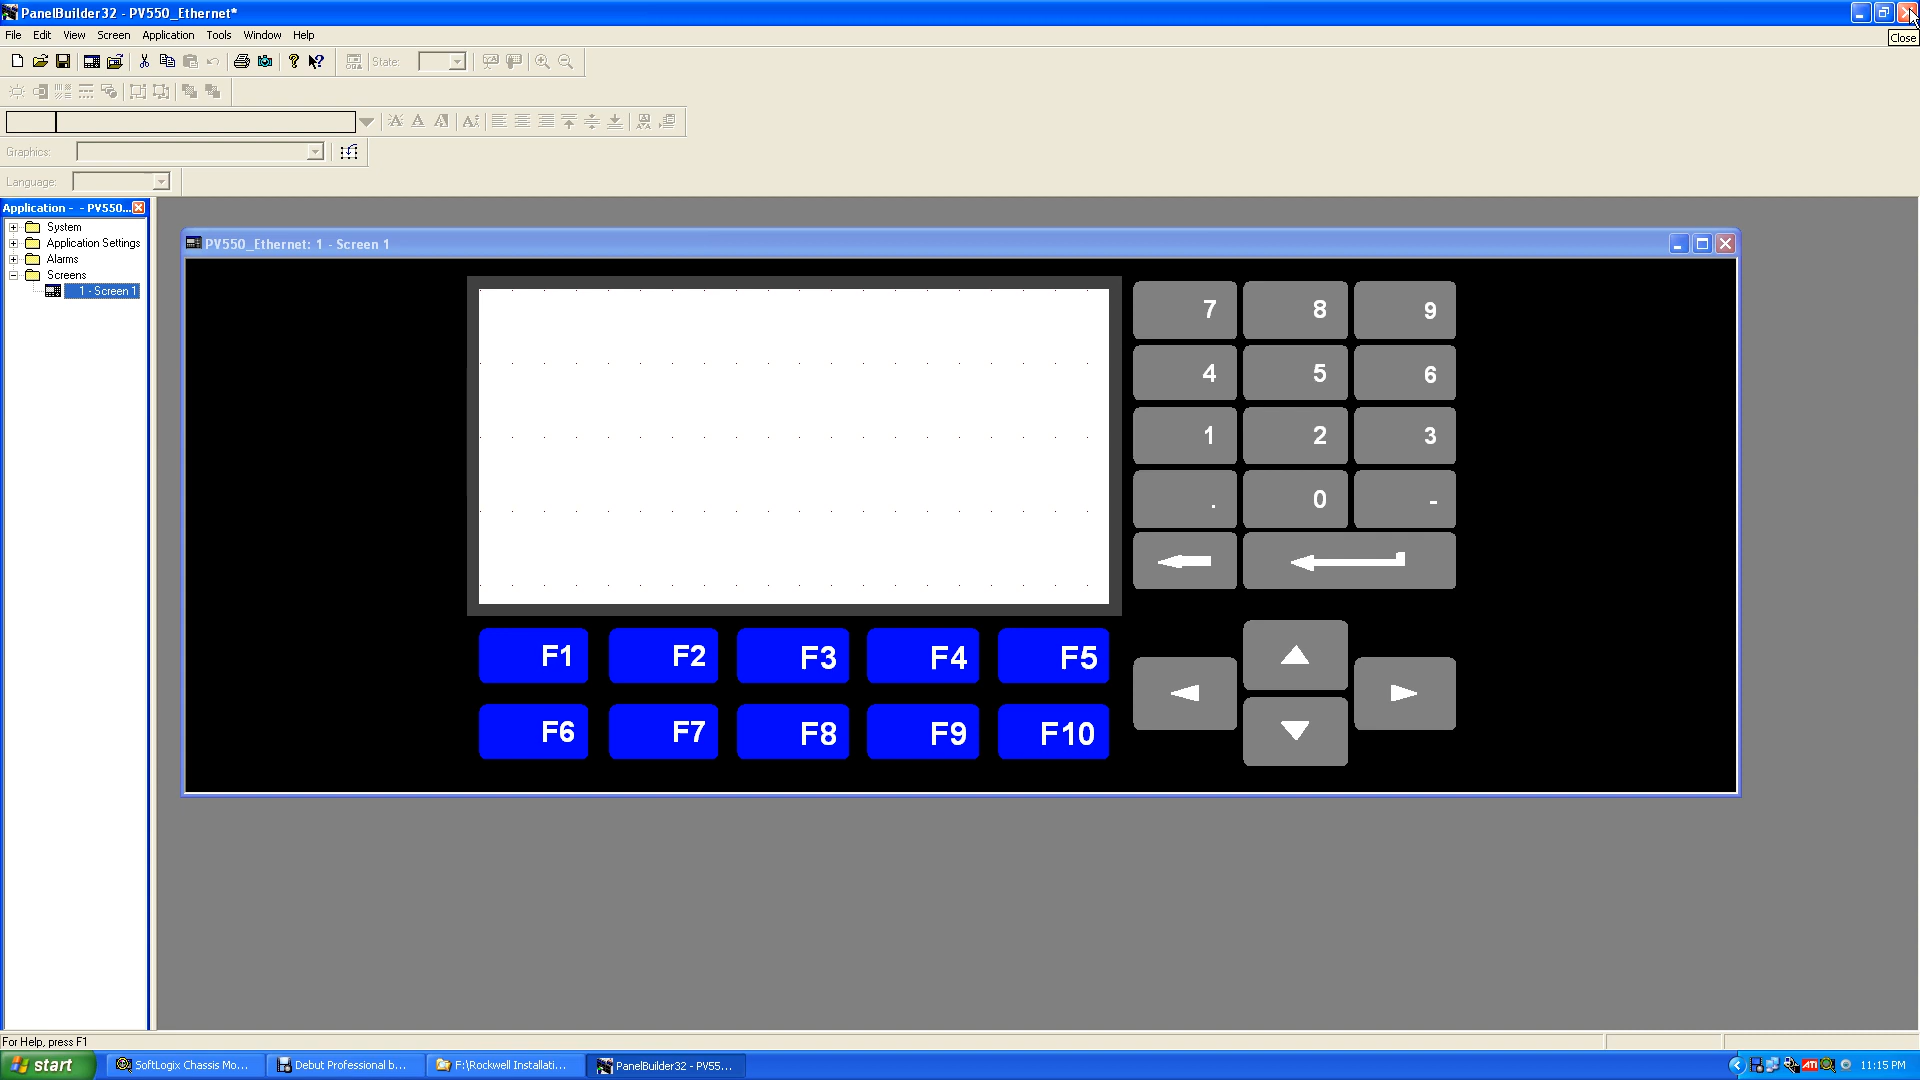 PanelBuilder32 - PV550_Ethernet*
Close
File Edit View Screen Application Tools Window Help
State:
Graphics:
Language:
Application - - PV550...
System
Application Settings
Alarms
Screens
1 - Screen 1
PV550_Ethernet: 1 - Screen 1
7 8 9
4 5 6
1 2 3
. 0 -
F1 F2 F3 F4 F5
F6 F7 F8 F9 F10
For Help, press F1
start
SoftLogix Chassis Mo...
Debut Professional b...
F:\Rockwell Installati...
PanelBuilder32 - PV55...
ATI
11:15 PM